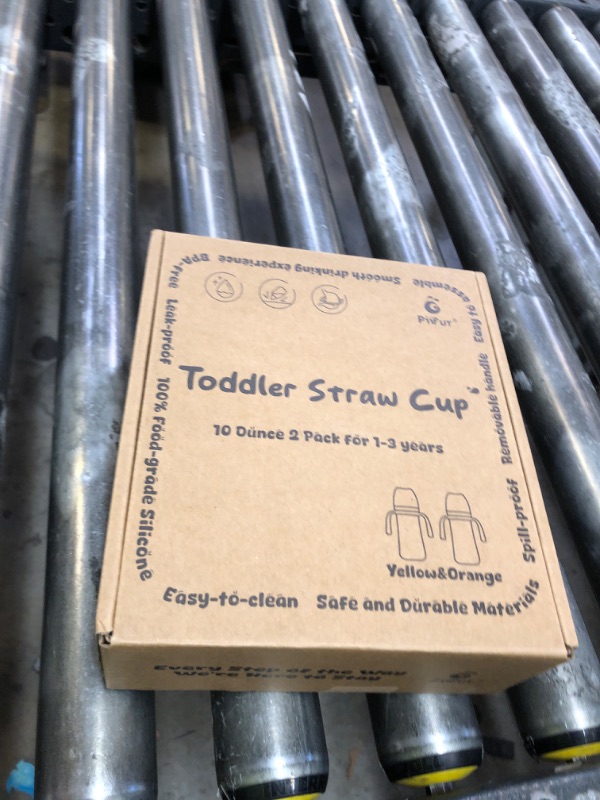 BPA-free
Smooth drinking experience
Easy to assemble
Leak-proof
100% Food-grade Silicone
Removable handle
Spill-proof
Toddler Straw Cup
10 Ounce 2 Pack for 1-3 years
Yellow&Orange
Easy-to-clean
Safe and Durable Materials
Every Step of the Way
We're Here to Stay